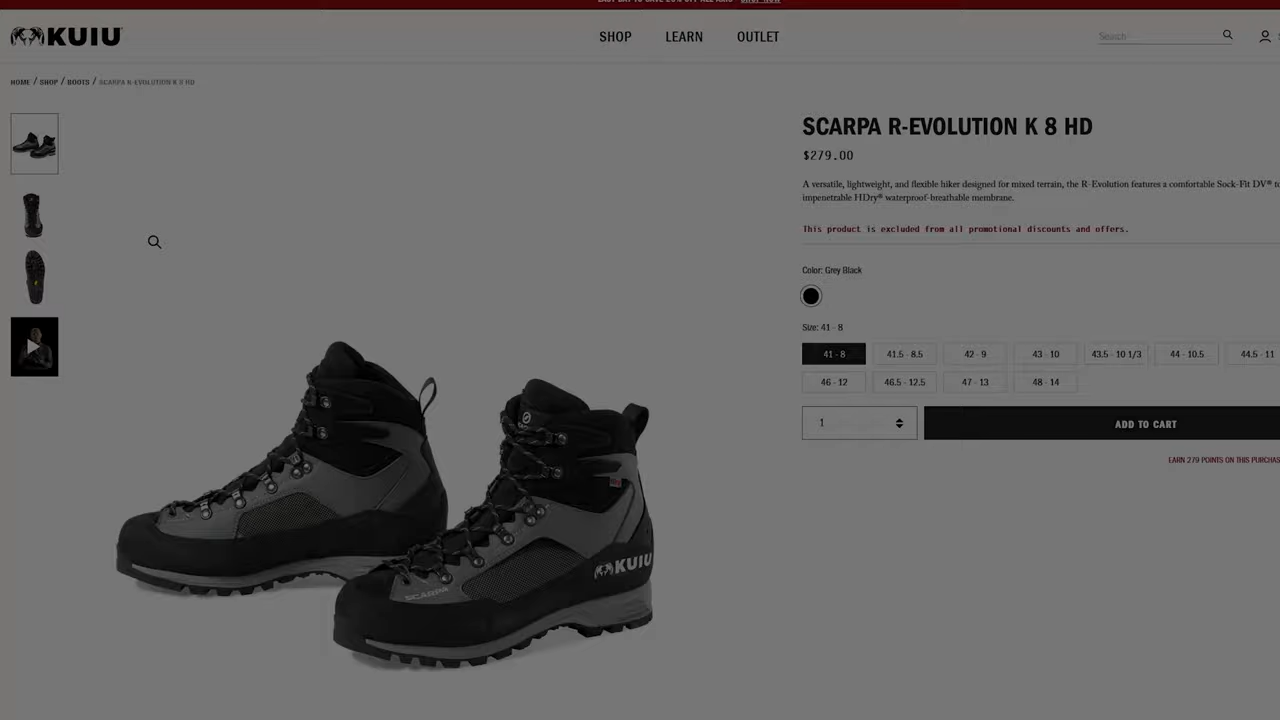 KUIU
SHOP LEARN OUTLET
Search
HOME / SHOP / BOOTS / SCARPA R-EVOLUTION K 8 HD
SCARPA R-EVOLUTION K 8 HD
$279.00
A versatile, lightweight, and flexible hiker designed for mixed terrain, the R-Evolution features a comfortable Sock-Fit DV®
impenetrable HDry® waterproof-breathable membrane.
This product is excluded from all promotional discounts and offers.
Color: Grey Black
Size: 41 - 8
41 - 8 41.5 - 8.5 42 - 9 43 - 10 43.5 - 10 1/3 44 - 10.5 44.5 - 11
46 - 12 46.5 - 12.5 47 - 13 48 - 14
1 ADD TO CART
EARN 279 POINTS ON THIS
KUIU
SCARPA